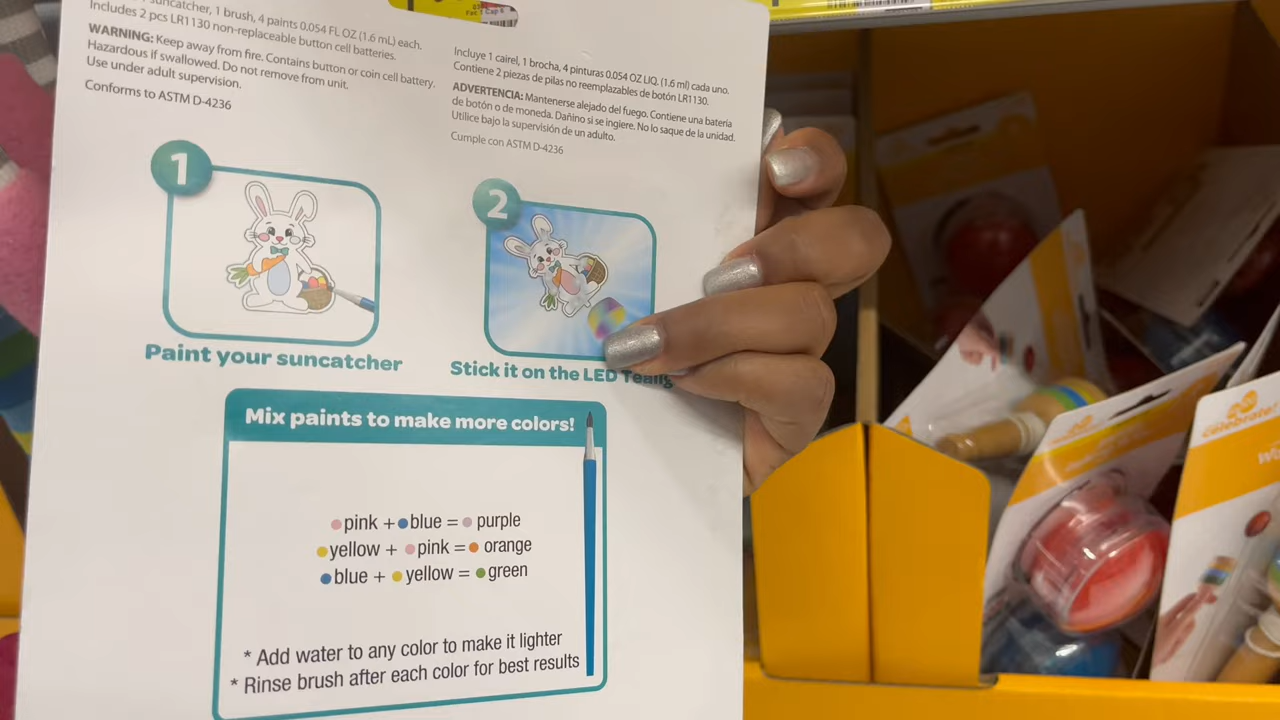 suncatcher, 1 brush, 4 paints 0.054 FL OZ (1.6 mL) each.
Includes 2 pcs LR1130 non-replaceable button cell batteries.
WARNING: Keep away from fire. Contains button or coin cell battery.
Hazardous if swallowed. Do not remove from unit.
Use under adult supervision.
Conforms to ASTM D-4236
Incluye 1 cairel, 1 brocha, 4 pinturas 0.054 OZ LIQ. (1.6 ml) cada uno.
Contiene 2 piezas de pilas no reemplazables de botón LR1130.
ADVERTENCIA: Mantenerse alejado del fuego. Contiene una batería
de botón o de moneda. Dañino si se ingiere. No lo saque de la unidad.
Utilice bajo la supervisión de un adulto.
Cumple con ASTM D-4236
1
Paint your suncatcher
2
Stick it on the LED Tealig
Mix paints to make more colors!
pink + blue = purple
yellow + pink = orange
blue + yellow = green
* Add water to any color to make it lighter
* Rinse brush after each color for best results
celebrate!